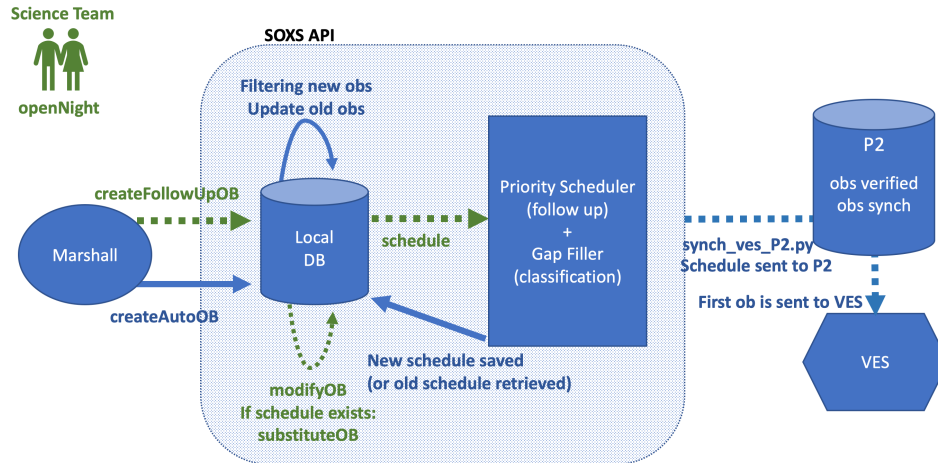 Science Team
openNight
SOXS API
Filtering new obs
Update old obs
createFollowUpOB
Marshall
createAutoOB
Local
DB
schedule
modifyOB
If schedule exists:
substituteOB
Priority Scheduler
(follow up)
+
Gap Filler
(classification)
New schedule saved
(or old schedule retrieved)
synch_ves_P2.py
Schedule sent to P2
P2
obs verified
obs synch
First ob is sent to VES
VES